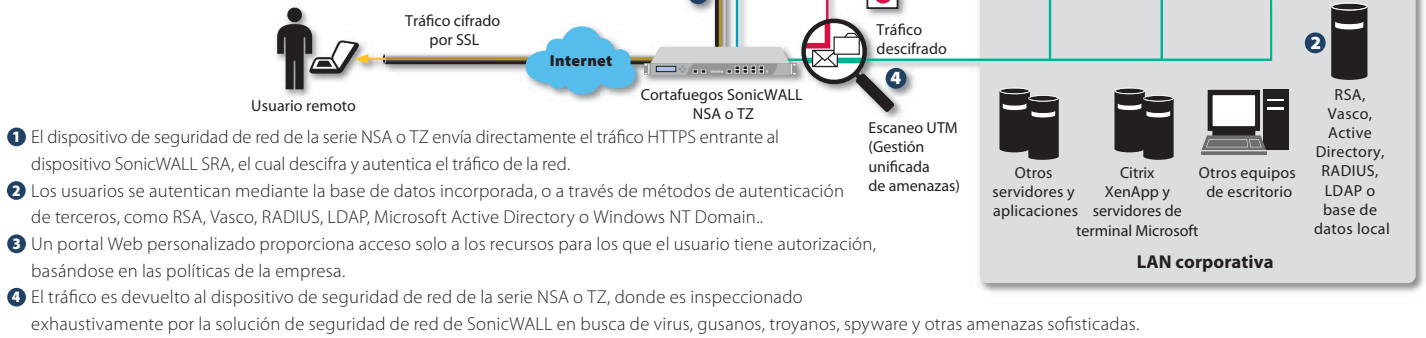 Tráfico cifrado
por SSL
Internet
Usuario remoto
Cortafuegos SonicWALL
NSA o TZ
Tráfico
descifrado
4
Escaneo UTM
(Gestión
unificada
de amenazas)
Otros
servidores y
aplicaciones
Citrix
XenApp y
servidores de
terminal Microsoft
Otros equipos
de escritorio
2
RSA,
Vasco,
Active
Directory,
RADIUS,
LDAP o
base de
datos local
LAN corporativa
1 El dispositivo de seguridad de red de la serie NSA o TZ envía directamente el tráfico HTTPS entrante al
dispositivo SonicWALL SRA, el cual descifra y autentica el tráfico de la red.
2 Los usuarios se autentican mediante la base de datos incorporada, o a través de métodos de autenticación
de terceros, como RSA, Vasco, RADIUS, LDAP, Microsoft Active Directory o Windows NT Domain..
3 Un portal Web personalizado proporciona acceso solo a los recursos para los que el usuario tiene autorización,
basándose en las políticas de la empresa.
4 El tráfico es devuelto al dispositivo de seguridad de red de la serie NSA o TZ, donde es inspeccionado
exhaustivamente por la solución de seguridad de red de SonicWALL en busca de virus, gusanos, troyanos, spyware y otras amenazas sofisticadas.